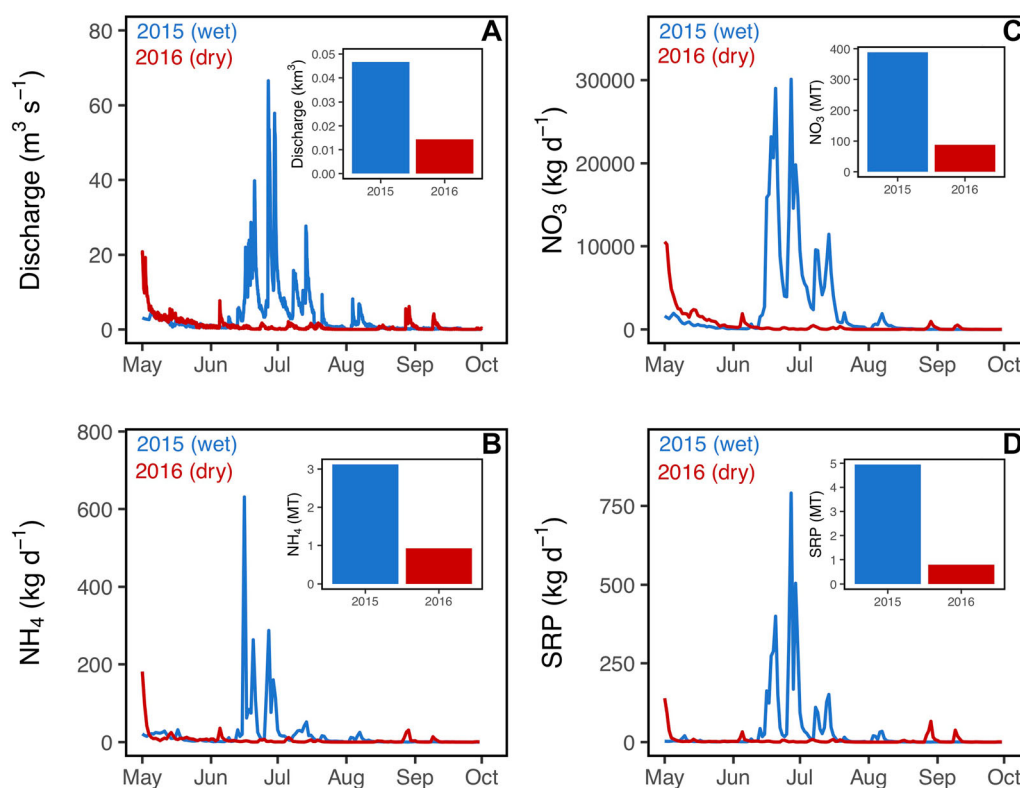 A
2015 (wet)
2016 (dry)
Discharge (m³ s⁻¹)
80
60
40
20
0
May Jun Jul Aug Sep Oct
Discharge (km³)
0.05
0.04
0.03
0.02
0.01
0.00
2015 2016
C
2015 (wet)
2016 (dry)
NO₃ (kg d⁻¹)
30000
20000
10000
0
May Jun Jul Aug Sep Oct
NO₃ (MT)
400
300
200
100
0
2015 2016
B
2015 (wet)
2016 (dry)
NH₄ (kg d⁻¹)
800
600
400
200
0
May Jun Jul Aug Sep Oct
NH₄ (MT)
3
2
1
0
2015 2016
D
2015 (wet)
2016 (dry)
SRP (kg d⁻¹)
750
500
250
0
May Jun Jul Aug Sep Oct
SRP (MT)
5
4
3
2
1
0
2015 2016